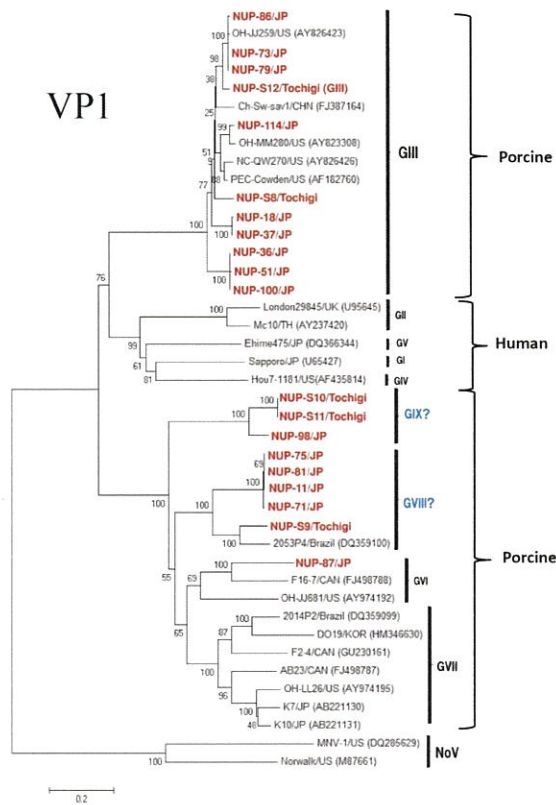 VP1
NUP-86/JP
OH-JJ259/US (AY826423)
NUP-73/JP
NUP-79/JP
NUP-S12/Tochigi (GIII)
Ch-Sw-sav1/CHN (FJ387164)
NUP-114/JP
OH-MM280/US (AY823308)
NC-QW270/US (AY826426)
PEC-Cowden/US (AF182760)
NUP-S8/Tochigi
NUP-18/JP
NUP-37/JP
NUP-36/JP
NUP-51/JP
NUP-100/JP
London29845/UK (U95645)
Mc10/TH (AY237420)
Ehime475/JP (DQ366344)
Sapporo/JP (U65427)
Hou7-1181/US(AF435814)
NUP-S10/Tochigi
NUP-S11/Tochigi
NUP-98/JP
NUP-75/JP
NUP-81/JP
NUP-11/JP
NUP-71/JP
NUP-S9/Tochigi
2053P4/Brazil (DQ359100)
NUP-87/JP
F16-7/CAN (FJ498788)
OH-JJ681/US (AY974192)
2014P2/Brazil (DQ359099)
DO19/KOR (HM346630)
F2-4/CAN (GU230161)
AB23/CAN (FJ498787)
OH-LL26/US (AY974195)
K7/JP (AB221130)
K10/JP (AB221131)
MNV-1/US (DQ285629)
Norwalk/US (M87661)
GIII
GII
GV
GI
GIV
GIX?
GVIII?
GVI
GVII
NoV
Porcine
Human
Porcine
100
98
38
25
99
51
88
77
100
100
100
76
100
99
61
81
100
100
69
100
100
100
55
100
69
65
100
87
100
96
100
48
100
0.2